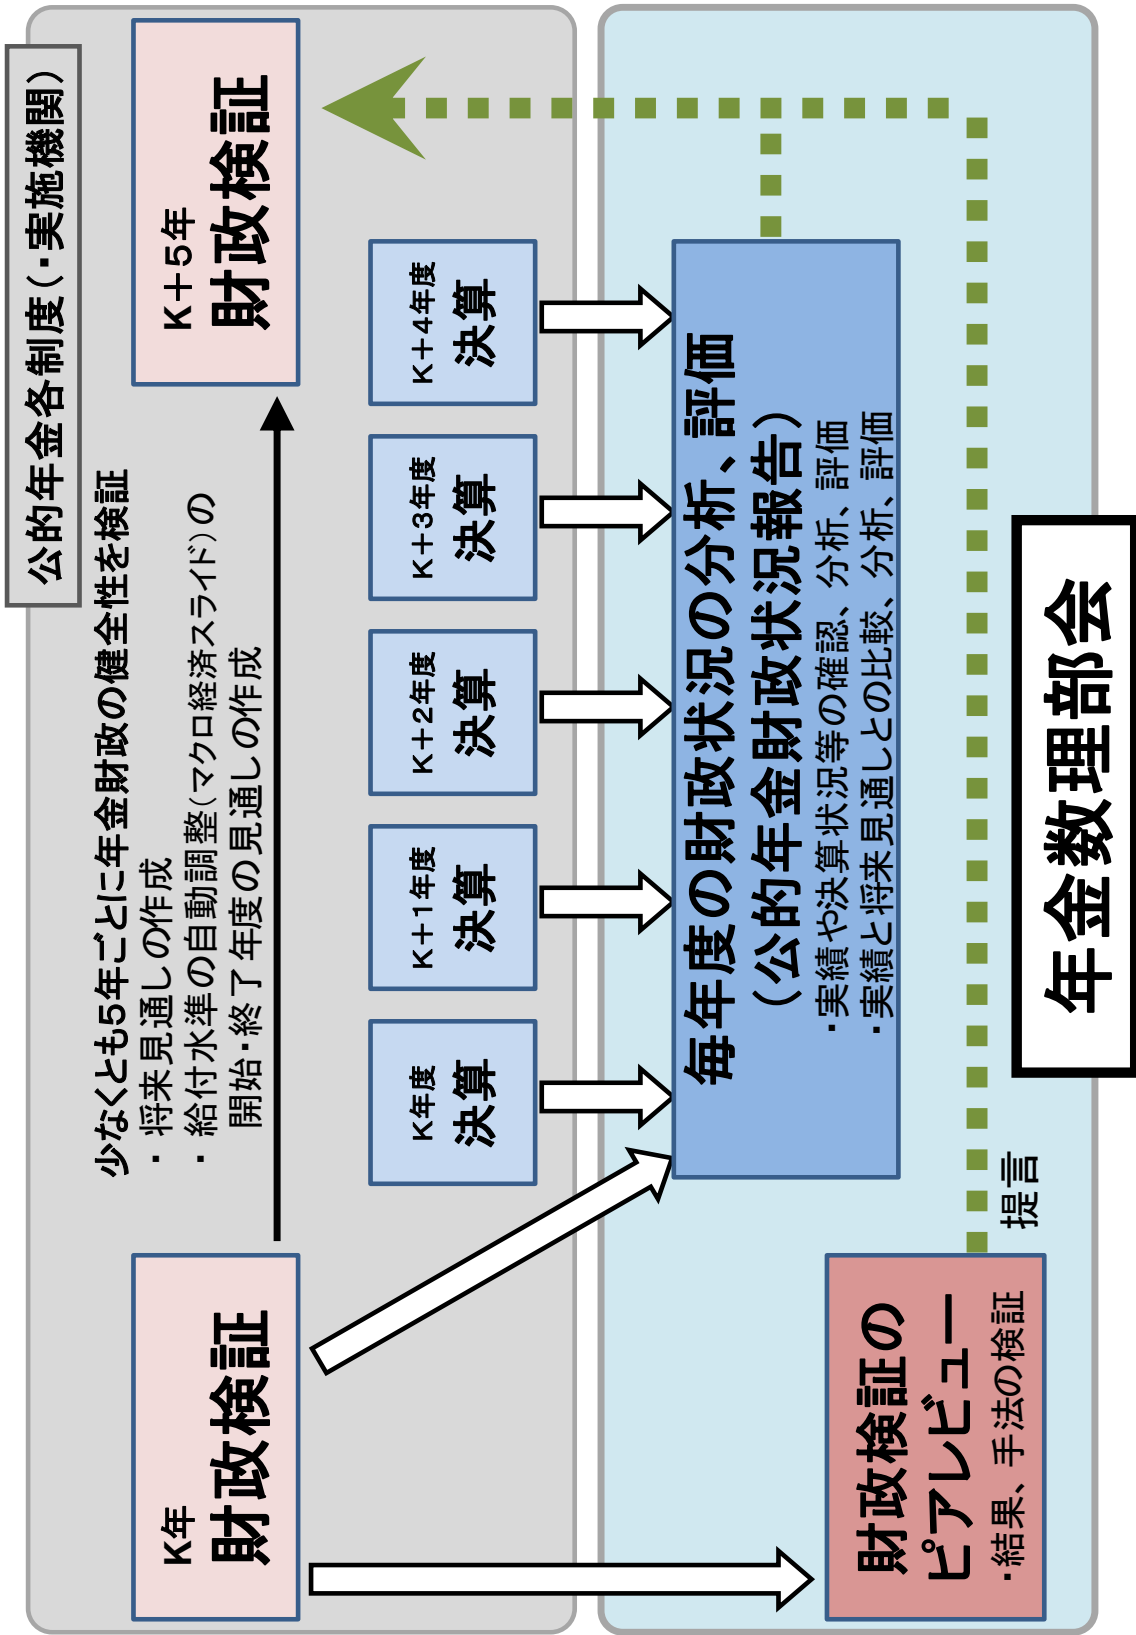 公的年金各制度(・実施機関)
K年
財政検証
少なくとも5年ごとに年金財政の健全性を検証
・ 将来見通しの作成
・ 給付水準の自動調整(マクロ経済スライド)の
開始・終了年度の見通しの作成
K+5年
財政検証
K年度
決算
K+1年度
決算
K+2年度
決算
K+3年度
決算
K+4年度
決算
毎年度の財政状況の分析、評価
(公的年金財政状況報告)
・実績や決算状況等の確認、分析、評価
・実績と将来見通しとの比較、分析、評価
財政検証の
ピアレビュー
・結果、手法の検証
提言
年金数理部会